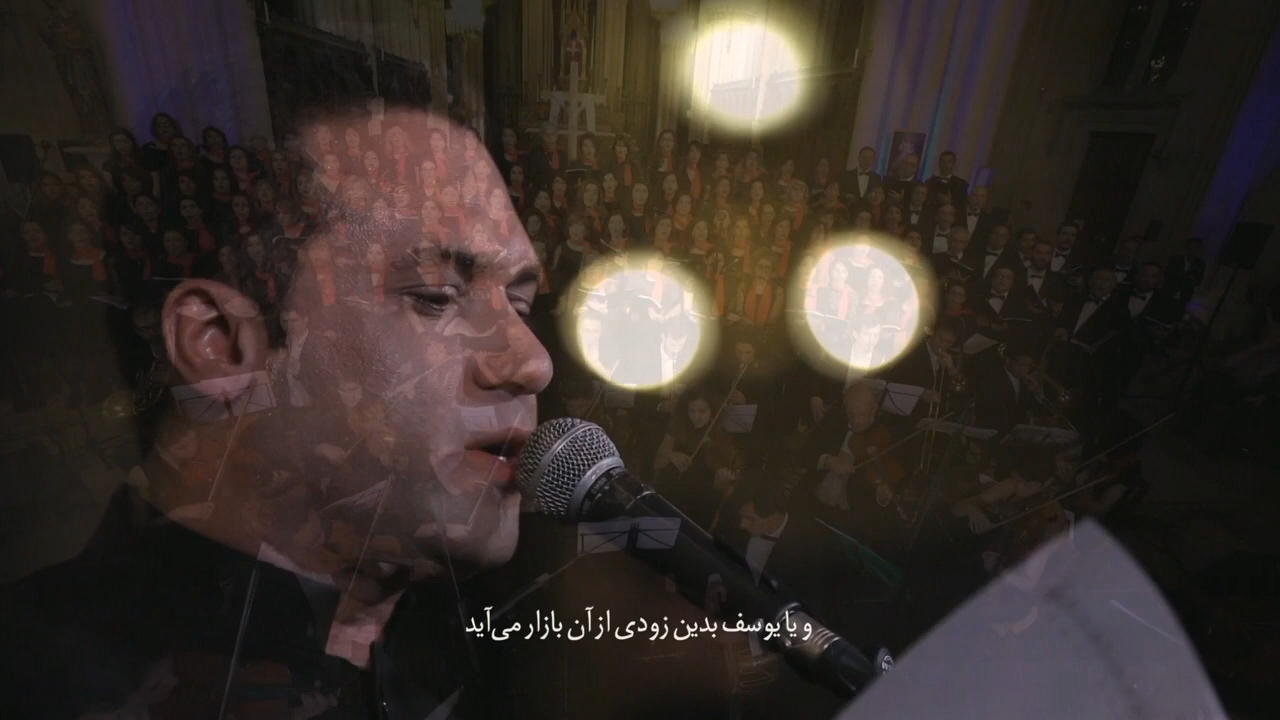 و یا یوسف بدین زودی از آن بازار می‌آید